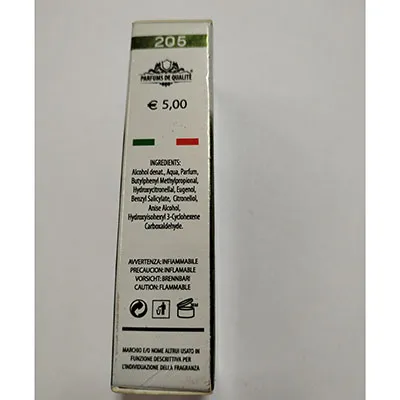 205
PARFUMS DE QUALITÉ
€ 5,00
INGREDIENTS:
Alcohol denat., Aqua, Parfum,
Butylphenyl Methylpropional,
Hydroxycitronellal, Eugenol,
Benzyl Salicylate, Citronellol,
Anise Alcohol,
Hydroxyisohexyl 3-Cyclohexene
Carboxaldehyde.
AVVERTENZA: INFIAMMABILE
PRECAUCION: INFLAMABLE
VORSICHT: BRENNBARI
CAUTION: FLAMMABLE
MARCHIO E/O NOME ALTRUI USATO IN
FUNZIONE DESCRITTIVA PER
L'INDIVIDUAZIONE DELLA FRAGRANZA